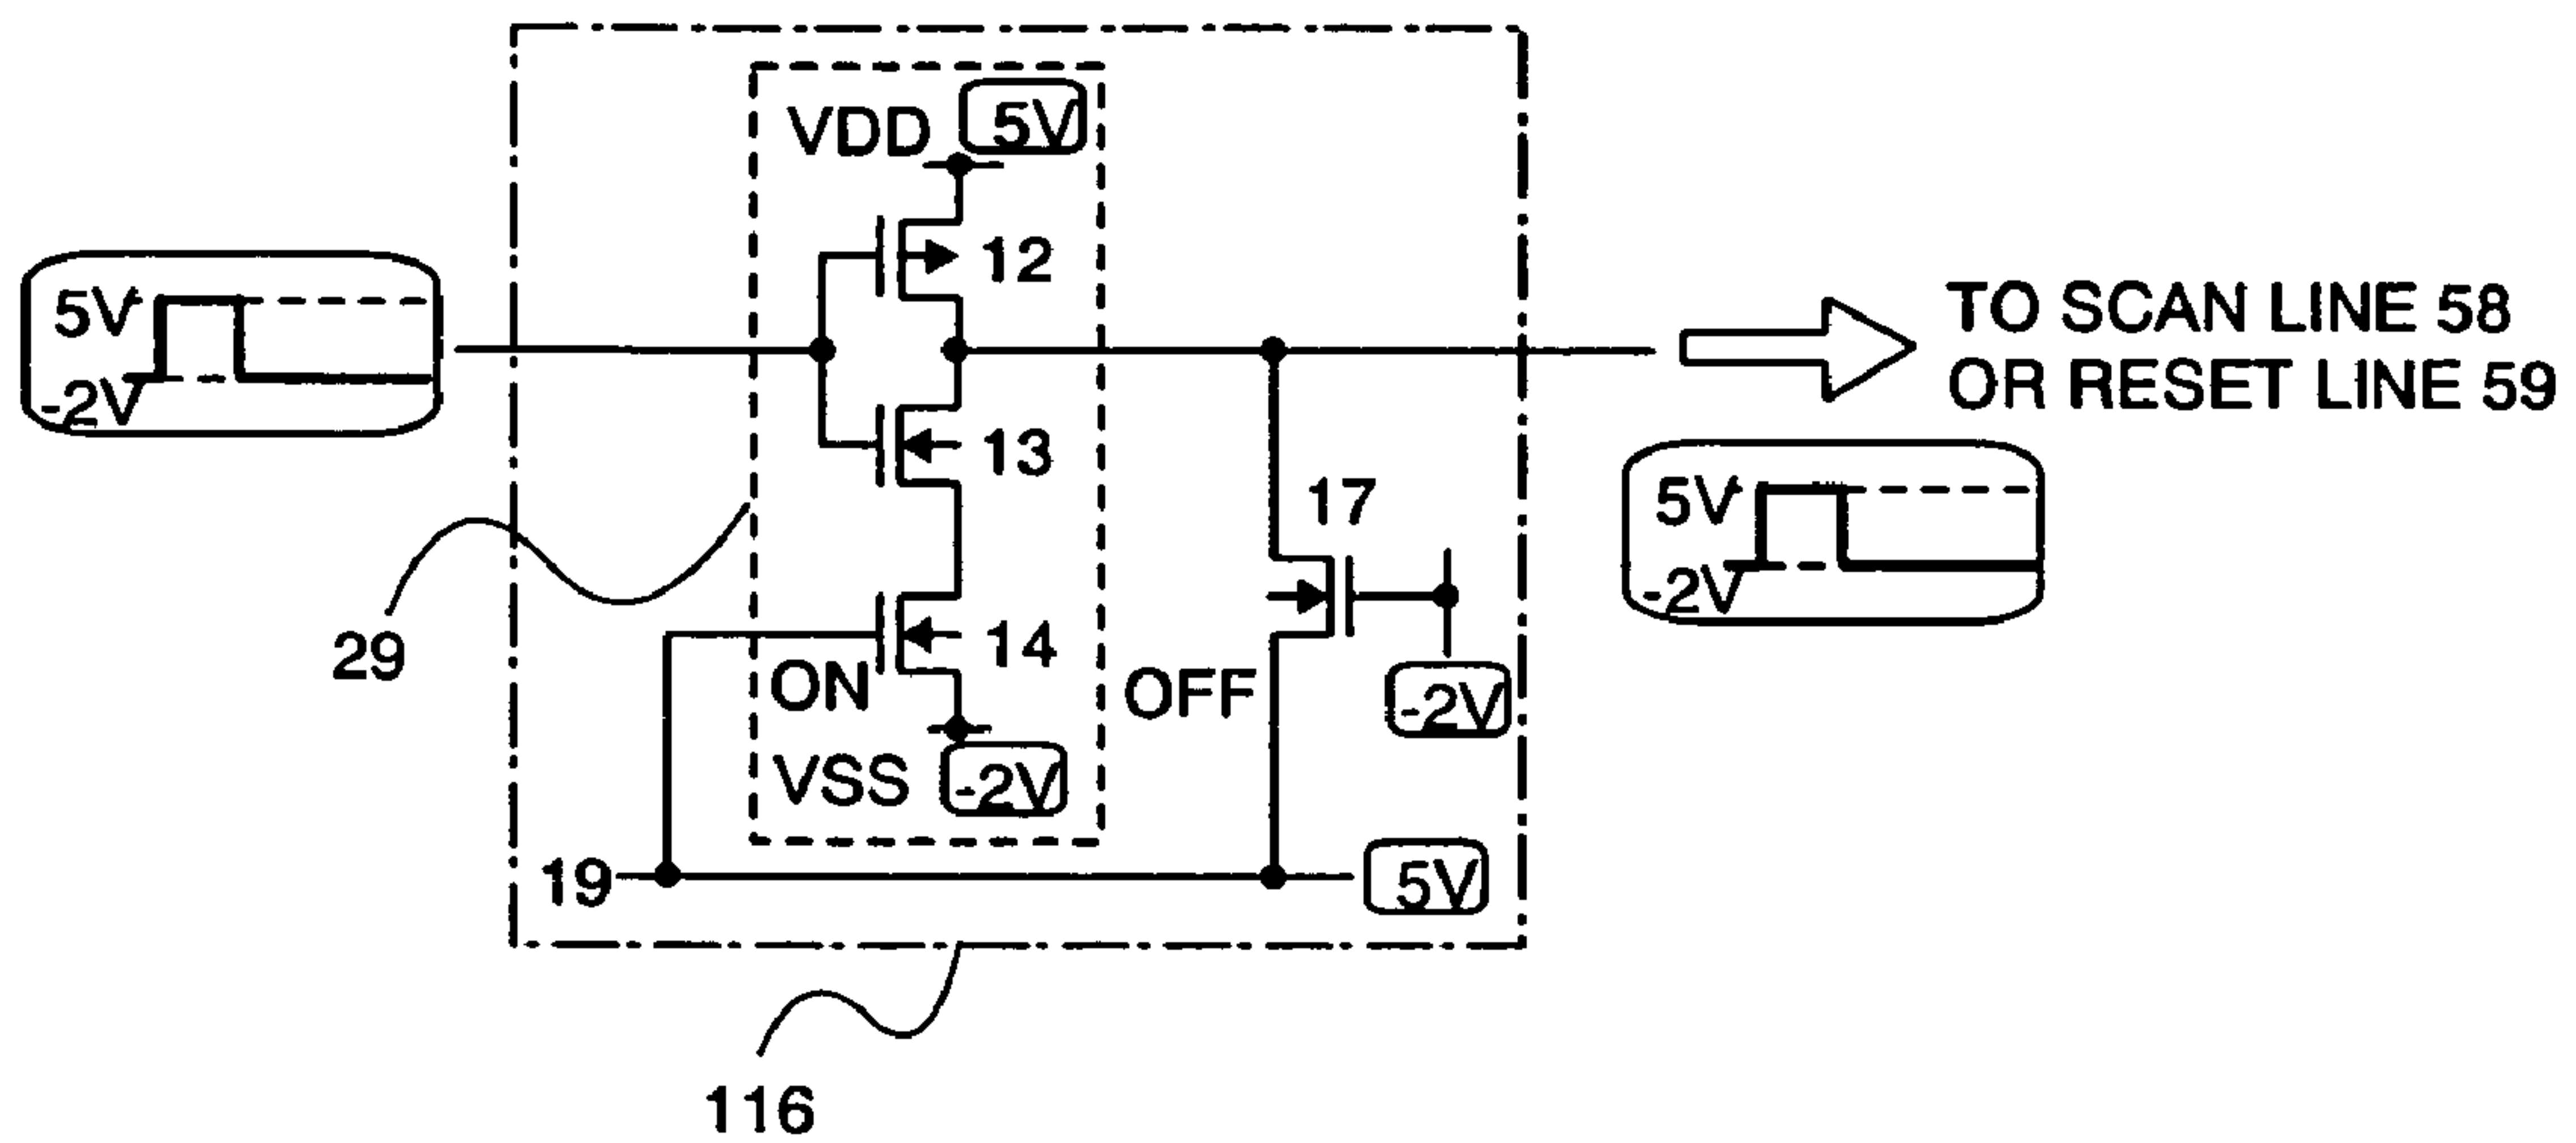 VDD 5V
12
5V
-2V
TO SCAN LINE 58
OR RESET LINE 59
13
17
5V
-2V
29
14
ON
OFF
-2V
VSS -2V
19
5V
116